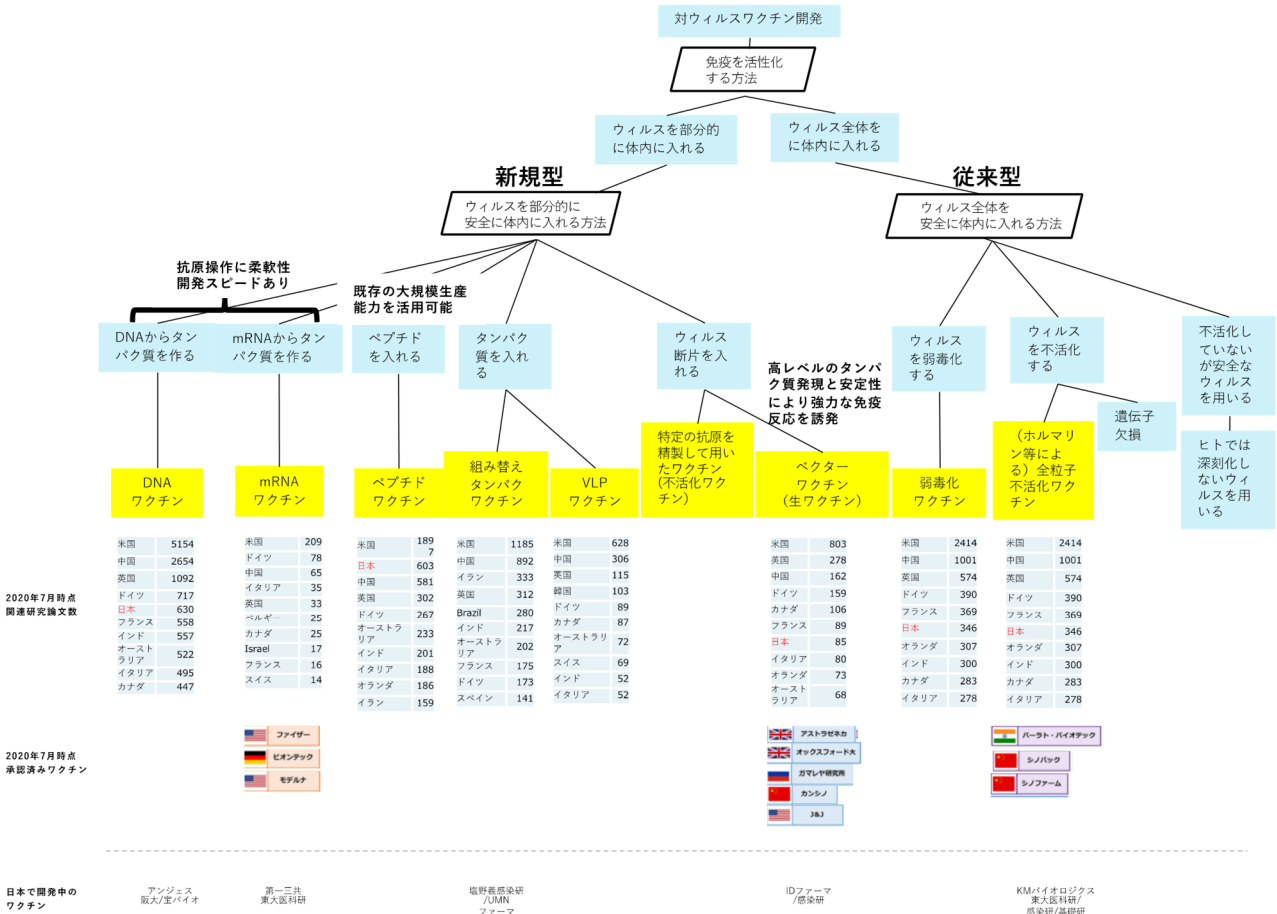 対ウィルスワクチン開発
免疫を活性化
する方法
ウィルスを部分的
に体内に入れる
ウィルス全体を
に体内に入れる
新規型
従来型
ウィルスを部分的に
安全に体内に入れる方法
ウィルス全体を
安全に体内に入れる方法
抗原操作に柔軟性
開発スピードあり
既存の大規模生産
能力を活用可能
DNAからタン
パク質を作る
mRNAからタン
パク質を作る
ペプチド
を入れる
タンパク
質を入れ
る
ウィルス
断片を入
れる
高レベルのタンパ
ク質発現と安定性
により強力な免疫
反応を誘発
ウィルス
を弱毒化
する
ウィルス
を不活化
する
不活化し
ていない
が安全な
ウィルス
を用いる
遺伝子
欠損
ヒトでは
深刻化し
ないウィ
ルスを用
いる
DNA
ワクチン
mRNA
ワクチン
ペプチド
ワクチン
組み替え
タンパク
ワクチン
VLP
ワクチン
特定の抗原を
精製して用い
たワクチン
(不活化ワク
チン)
ベクター
ワクチン
(生ワクチン)
弱毒化
ワクチン
（ホルマリ
ン等によ
る）全粒子
不活化ワク
チン
2020年7月時点
関連研究論文数
米国 5154
中国 2654
英国 1092
ドイツ 717
日本 630
フランス 558
インド 557
オースト
ラリア 522
イタリア 495
カナダ 447
米国 209
ドイツ 78
中国 65
イタリア 35
英国 33
ベルギー 25
カナダ 25
Israel 17
フランス 16
スイス 14
米国 189
7
日本 603
中国 581
英国 302
ドイツ 267
オーストラ
リア 233
インド 201
イタリア 188
オランダ 186
イラン 159
米国 1185
中国 892
イラン 333
英国 312
Brazil 280
インド 217
オーストラ
リア 202
フランス 175
ドイツ 173
スペイン 141
米国 628
中国 306
英国 115
韓国 103
ドイツ 89
カナダ 87
オーストラリ
ア 72
スイス 69
インド 52
イタリア 52
米国 803
英国 278
中国 162
ドイツ 159
カナダ 106
フランス 89
日本 85
イタリア 80
オランダ 73
オースト
ラリア 68
米国 2414
中国 1001
英国 574
ドイツ 390
フランス 369
日本 346
オランダ 307
インド 300
カナダ 283
イタリア 278
米国 2414
中国 1001
英国 574
ドイツ 390
フランス 369
日本 346
オランダ 307
インド 300
カナダ 283
イタリア 278
2020年7月時点
承認済みワクチン
ファイザー
ビオンテック
モデルナ
アストラゼネカ
オックスフォード大
ガマレヤ研究所
カンシノ
J&J
バーラト・バイオテック
シノバック
シノファーム
日本で開発中の
ワクチン
アンジェス
阪大/宝バイオ
第一三共
東大医科研
塩野義感染研
/UMN
ファーマ
IDファーマ
/感染研
KMバイオロジクス
東大医科研/
感染研/基礎研